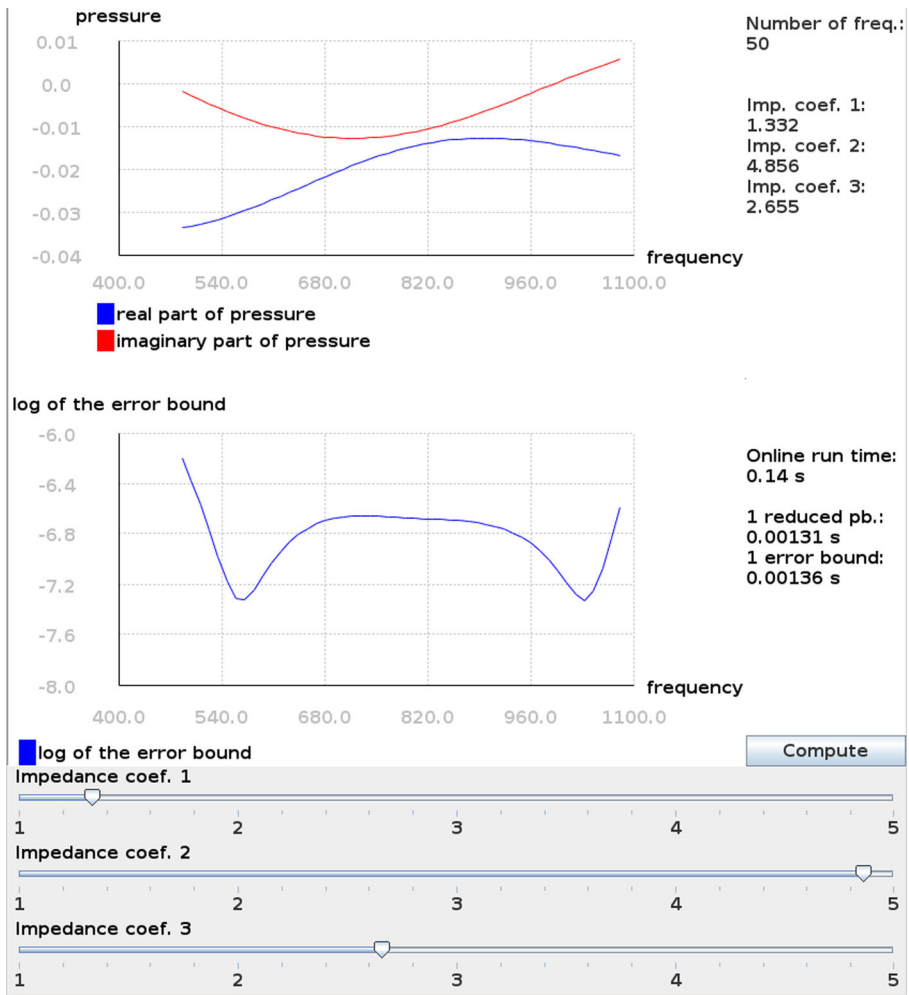 pressure
0.01
0.0
-0.01
-0.02
-0.03
-0.04
400.0 540.0 680.0 820.0 960.0 1100.0
frequency
real part of pressure
imaginary part of pressure
Number of freq.:
50
Imp. coef. 1:
1.332
Imp. coef. 2:
4.856
Imp. coef. 3:
2.655
log of the error bound
-6.0
-6.4
-6.8
-7.2
-7.6
-8.0
400.0 540.0 680.0 820.0 960.0 1100.0
frequency
log of the error bound
Online run time:
0.14 s
1 reduced pb.:
0.00131 s
1 error bound:
0.00136 s
Compute
Impedance coef. 1
1 2 3 4 5
Impedance coef. 2
1 2 3 4 5
Impedance coef. 3
1 2 3 4 5